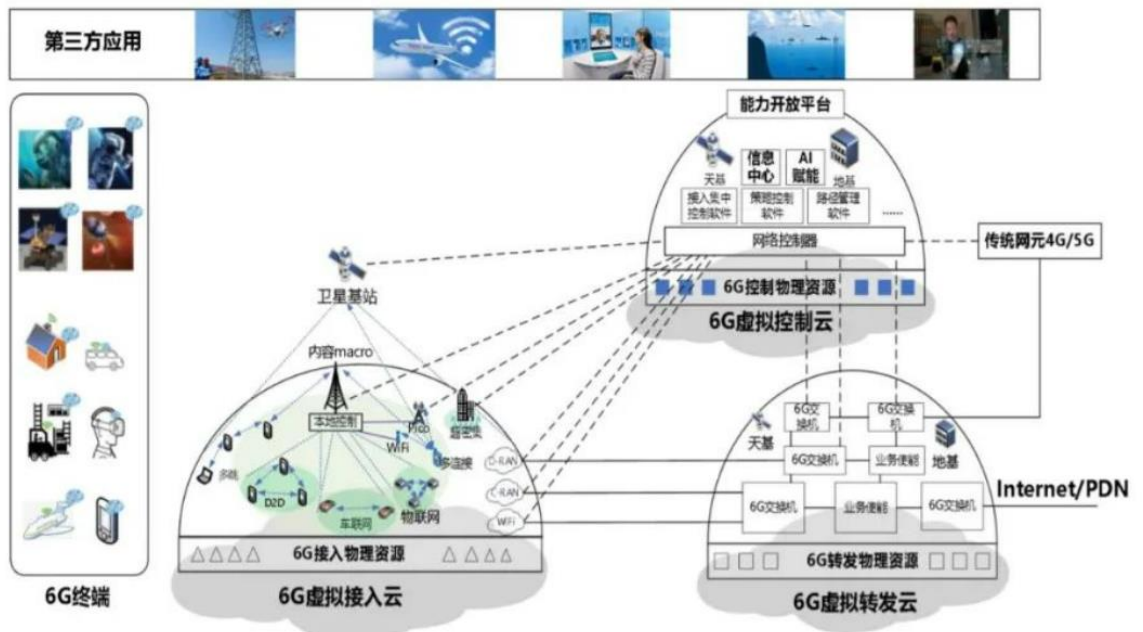 第三方应用
能力开放平台
天基
信息
中心
AI
赋能
地基
接入集中
控制软件
策略控制
软件
路径管理
软件
......
网络控制器
传统网元4G/5G
6G控制物理资源
6G虚拟控制云
卫星基站
内容macro
本地控制
Pico
超密集
WiFi
多连接
多跳
D2D
车联网
物联网
D-RAN
C-RAN
WiFi
6G接入物理资源
6G虚拟接入云
天基
6G交
换机
6G交换
机
地基
6G交换机
业务使能
6G交换机
业务使能
6G交换机
Internet/PDN
6G转发物理资源
6G虚拟转发云
6G终端